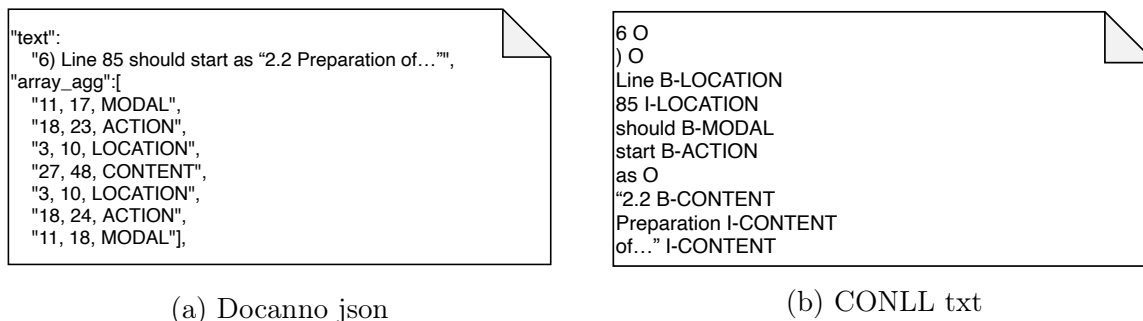 "text":
"6) Line 85 should start as “2.2 Preparation of…”",
"array_agg":[
"11, 17, MODAL",
"18, 23, ACTION",
"3, 10, LOCATION",
"27, 48, CONTENT",
"3, 10, LOCATION",
"18, 24, ACTION",
"11, 18, MODAL"],
(a) Docanno json
6 O
) O
Line B-LOCATION
85 I-LOCATION
should B-MODAL
start B-ACTION
as O
“2.2 B-CONTENT
Preparation I-CONTENT
of…” I-CONTENT
(b) CONLL txt